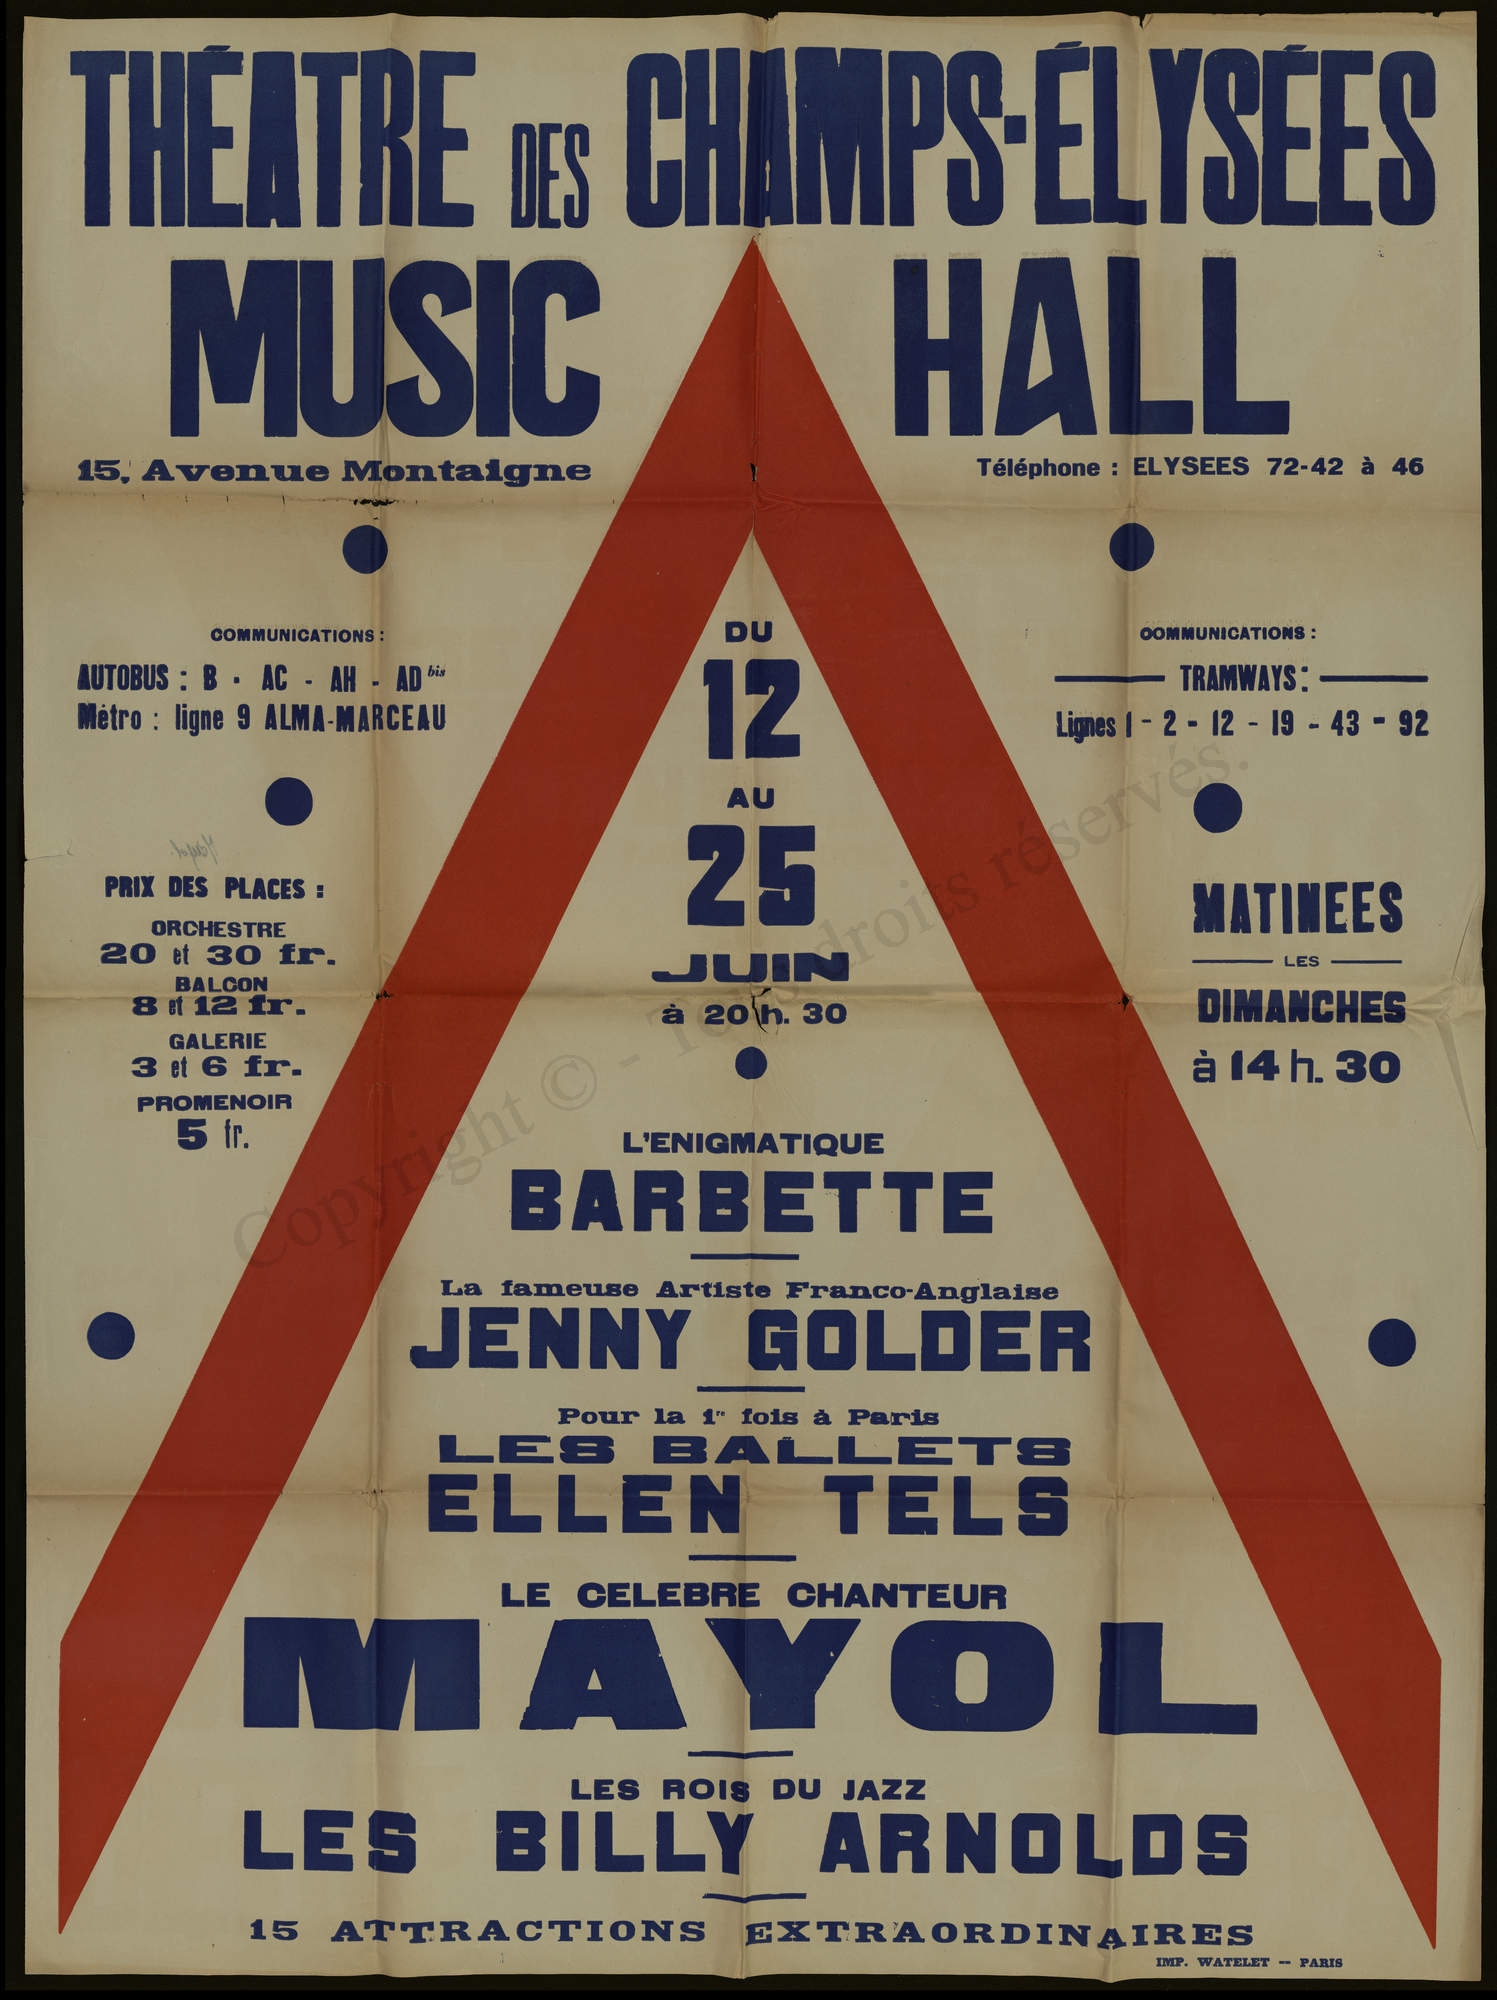 THÉATRE DES CHAMPS-ÉLYSÉES
MUSIC HALL
15, Avenue Montaigne
Téléphone : ELYSEES 72-42 à 46
COMMUNICATIONS :
AUTOBUS : B - AC - AH - AD bis
Métro : ligne 9 ALMA-MARCEAU
COMMUNICATIONS :
TRAMWAYS :
Lignes 1 - 2 - 12 - 19 - 43 - 92
DU
12
AU
25
JUIN
à 20 h. 30
PRIX DES PLACES :
ORCHESTRE
20 et 30 fr.
BALCON
8 et 12 fr.
GALERIE
3 et 6 fr.
PROMENOIR
5 fr.
MATINEES
LES
DIMANCHES
à 14 h. 30
L'ENIGMATIQUE
BARBETTE
La fameuse Artiste Franco-Anglaise
JENNY GOLDER
Pour la 1re fois à Paris
LES BALLETS
ELLEN TELS
LE CELEBRE CHANTEUR
MAYOL
LES ROIS DU JAZZ
LES BILLY ARNOLDS
15 ATTRACTIONS EXTRAORDINAIRES
IMP. WATELET -- PARIS
Copyright © - Tous droits réservés.